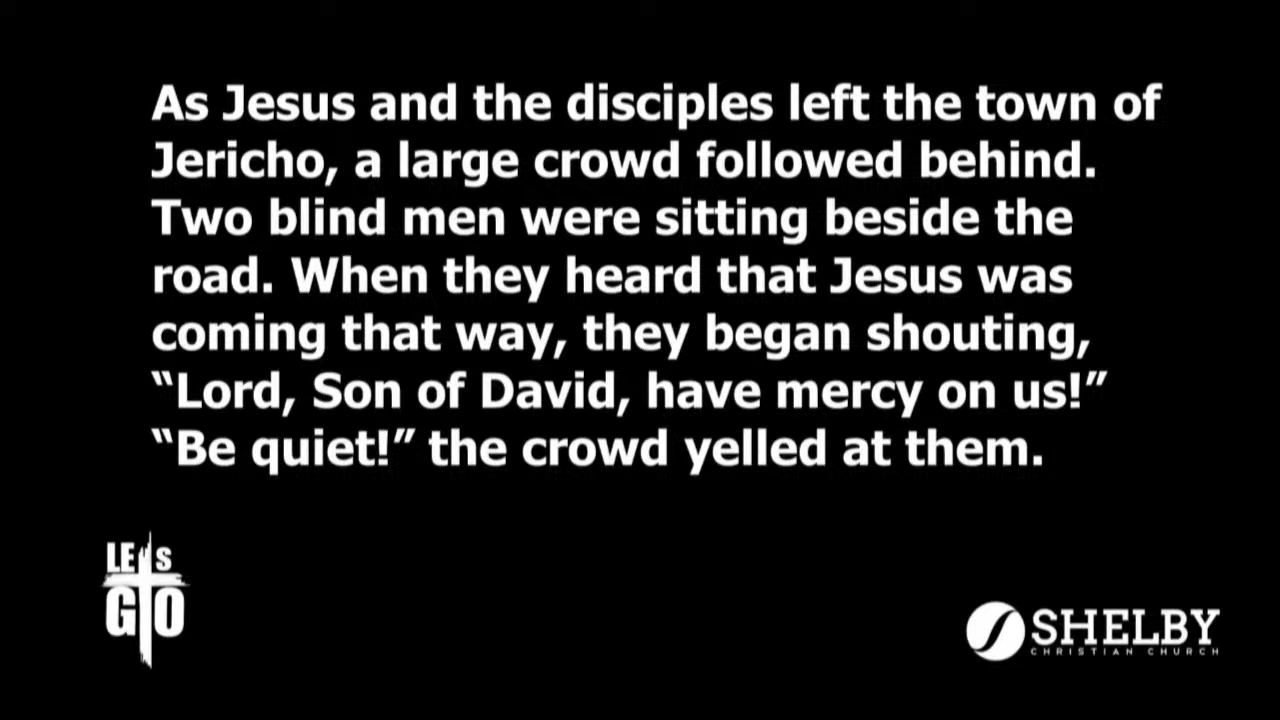 As Jesus and the disciples left the town of
Jericho, a large crowd followed behind.
Two blind men were sitting beside the
road. When they heard that Jesus was
coming that way, they began shouting,
“Lord, Son of David, have mercy on us!”
“Be quiet!” the crowd yelled at them.
LETS
GO
SHELBY
CHRISTIAN CHURCH